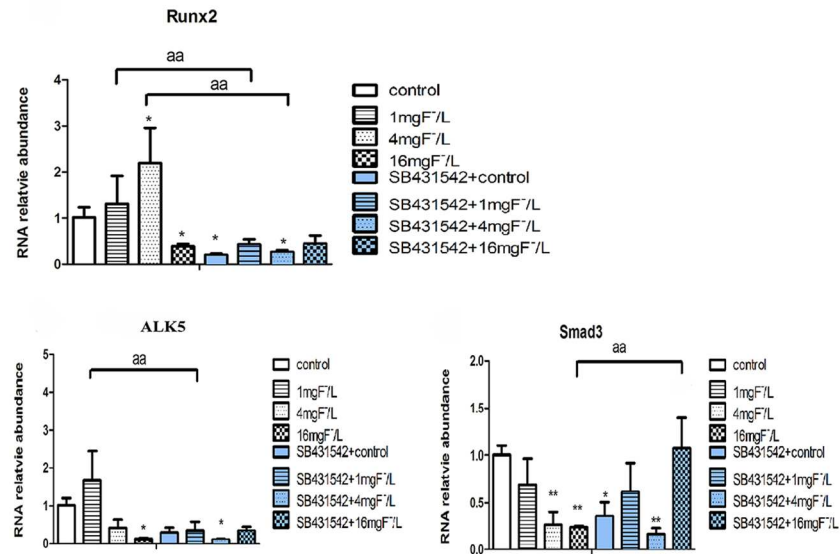 Runx2
aa
aa
RNA relatvie abundance
4
3
2
1
0
*
*
*
*
control
1mgF⁻/L
4mgF⁻/L
16mgF⁻/L
SB431542+control
SB431542+1mgF⁻/L
SB431542+4mgF⁻/L
SB431542+16mgF⁻/L
ALK5
aa
RNA relatvie abundance
5
4
3
2
1
0
*
*
control
1mgF⁻/L
4mgF⁻/L
16mgF⁻/L
SB431542+control
SB431542+1mgF⁻/L
SB431542+4mgF⁻/L
SB431542+16mgF⁻/L
Smad3
aa
RNA relatvie abundance
2.0
1.5
1.0
0.5
0.0
**
**
*
**
control
1mgF⁻/L
4mgF⁻/L
16mgF⁻/L
SB431542+control
SB431542+1mgF⁻/L
SB431542+4mgF⁻/L
SB431542+16mgF⁻/L